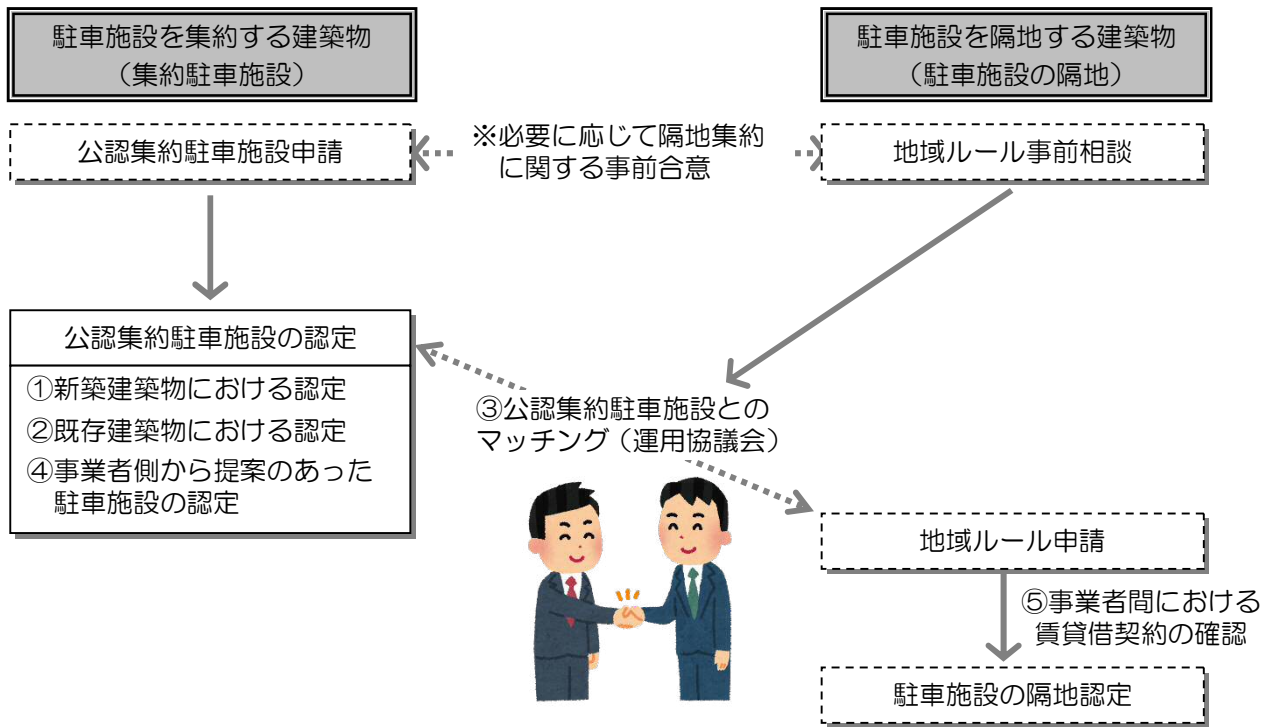 駐車施設を集約する建築物
（集約駐車施設）
駐車施設を隔地する建築物
（駐車施設の隔地）
公認集約駐車施設申請
※必要に応じて隔地集約
に関する事前合意
地域ルール事前相談
公認集約駐車施設の認定
①新築建築物における認定
②既存建築物における認定
④事業者側から提案のあった
駐車施設の認定
③公認集約駐車施設との
マッチング（運用協議会）
地域ルール申請
⑤事業者間における
賃貸借契約の確認
駐車施設の隔地認定